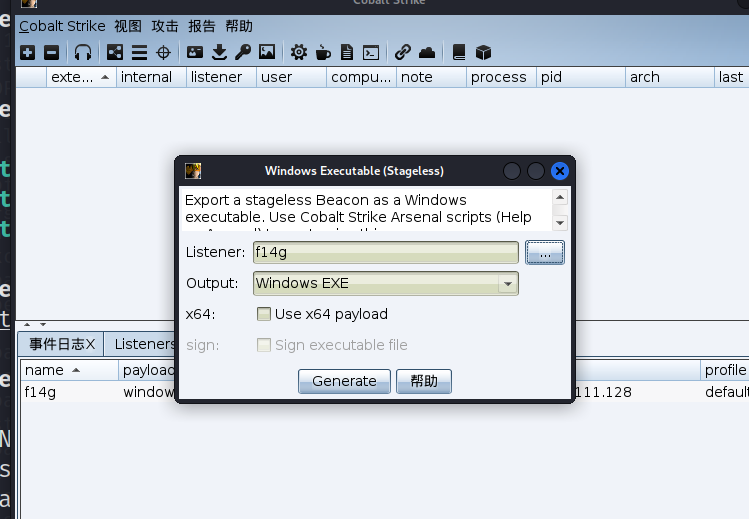 Cobalt Strike
Cobalt Strike 视图 攻击 报告 帮助
exte... internal listener user compu... note process pid arch last
Windows Executable (Stageless)
Export a stageless Beacon as a Windows
executable. Use Cobalt Strike Arsenal scripts (Help
Listener: f14g ...
Output: Windows EXE
x64: Use x64 payload
sign: Sign executable file
Generate 帮助
事件日志X Listeners
name payload profile
f14g window 111.128 default